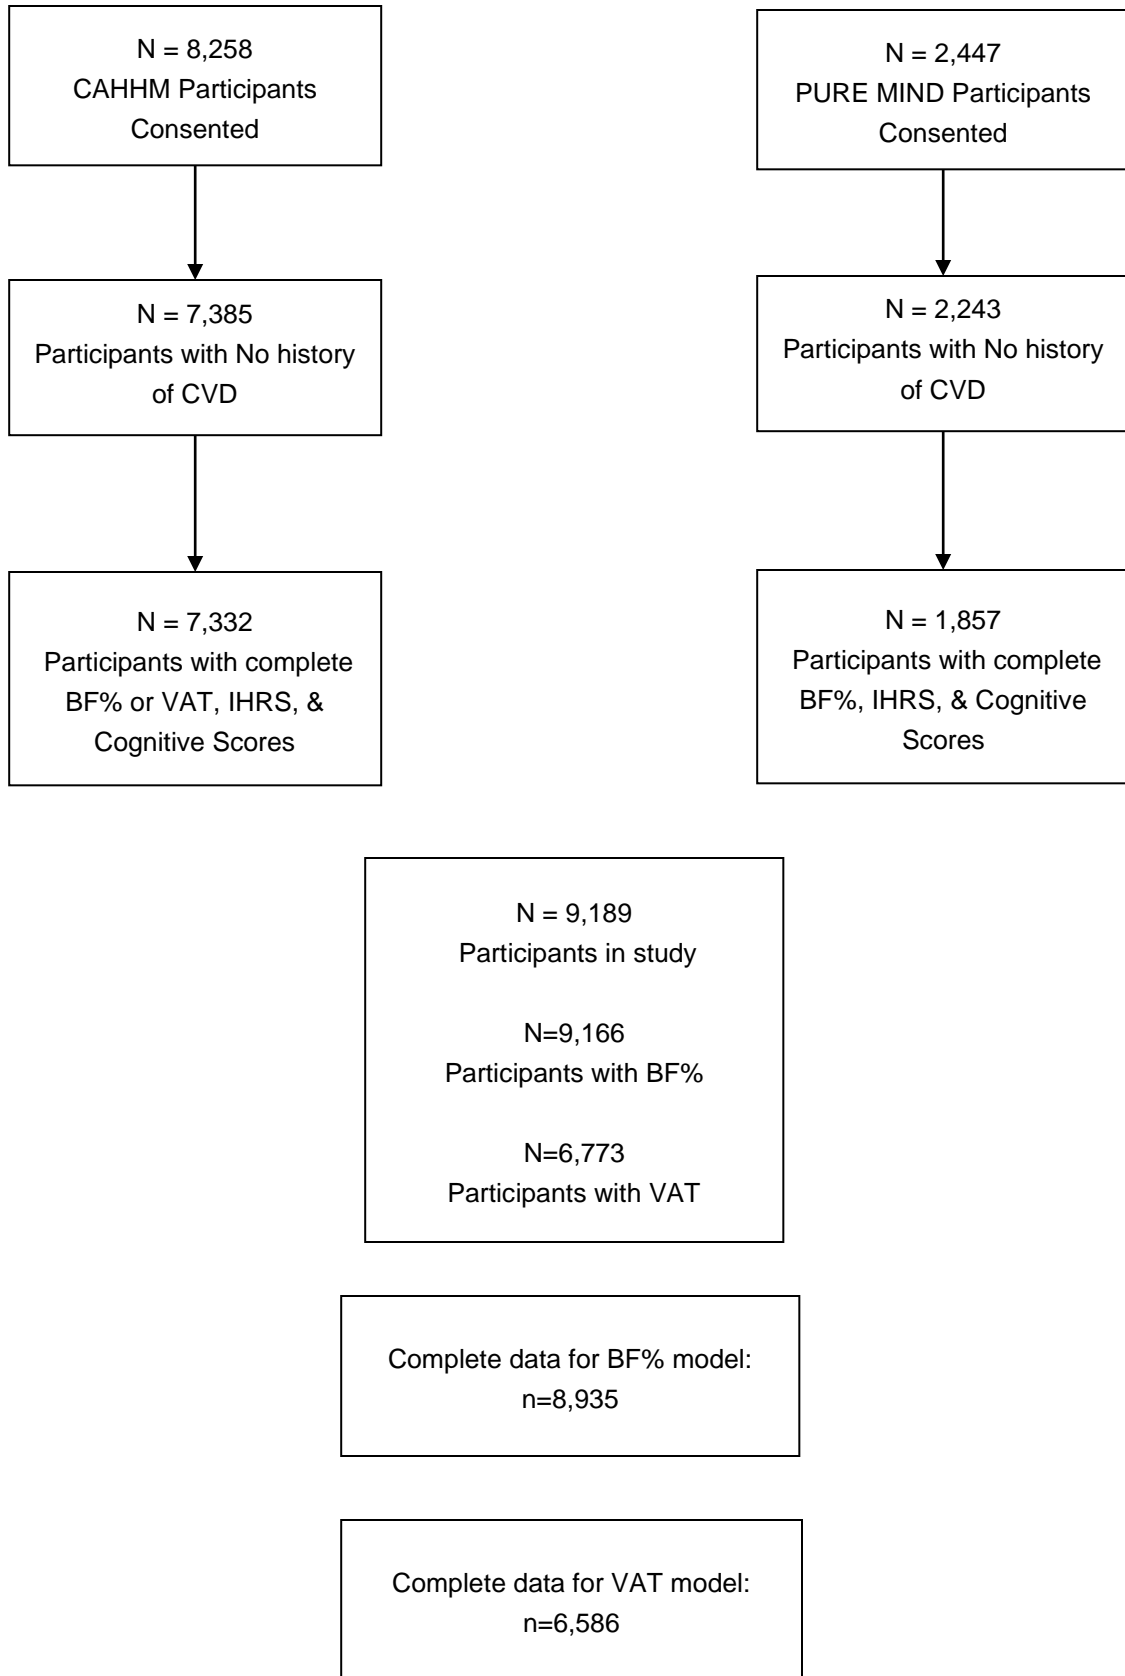 N = 8,258
CAHHM Participants
Consented
N = 2,447
PURE MIND Participants
Consented
N = 7,385
Participants with No history
of CVD
N = 2,243
Participants with No history
of CVD
N = 7,332
Participants with complete
BF% or VAT, IHRS, &
Cognitive Scores
N = 1,857
Participants with complete
BF%, IHRS, & Cognitive
Scores
N = 9,189
Participants in study
N=9,166
Participants with BF%
N=6,773
Participants with VAT
Complete data for BF% model:
n=8,935
Complete data for VAT model:
n=6,586